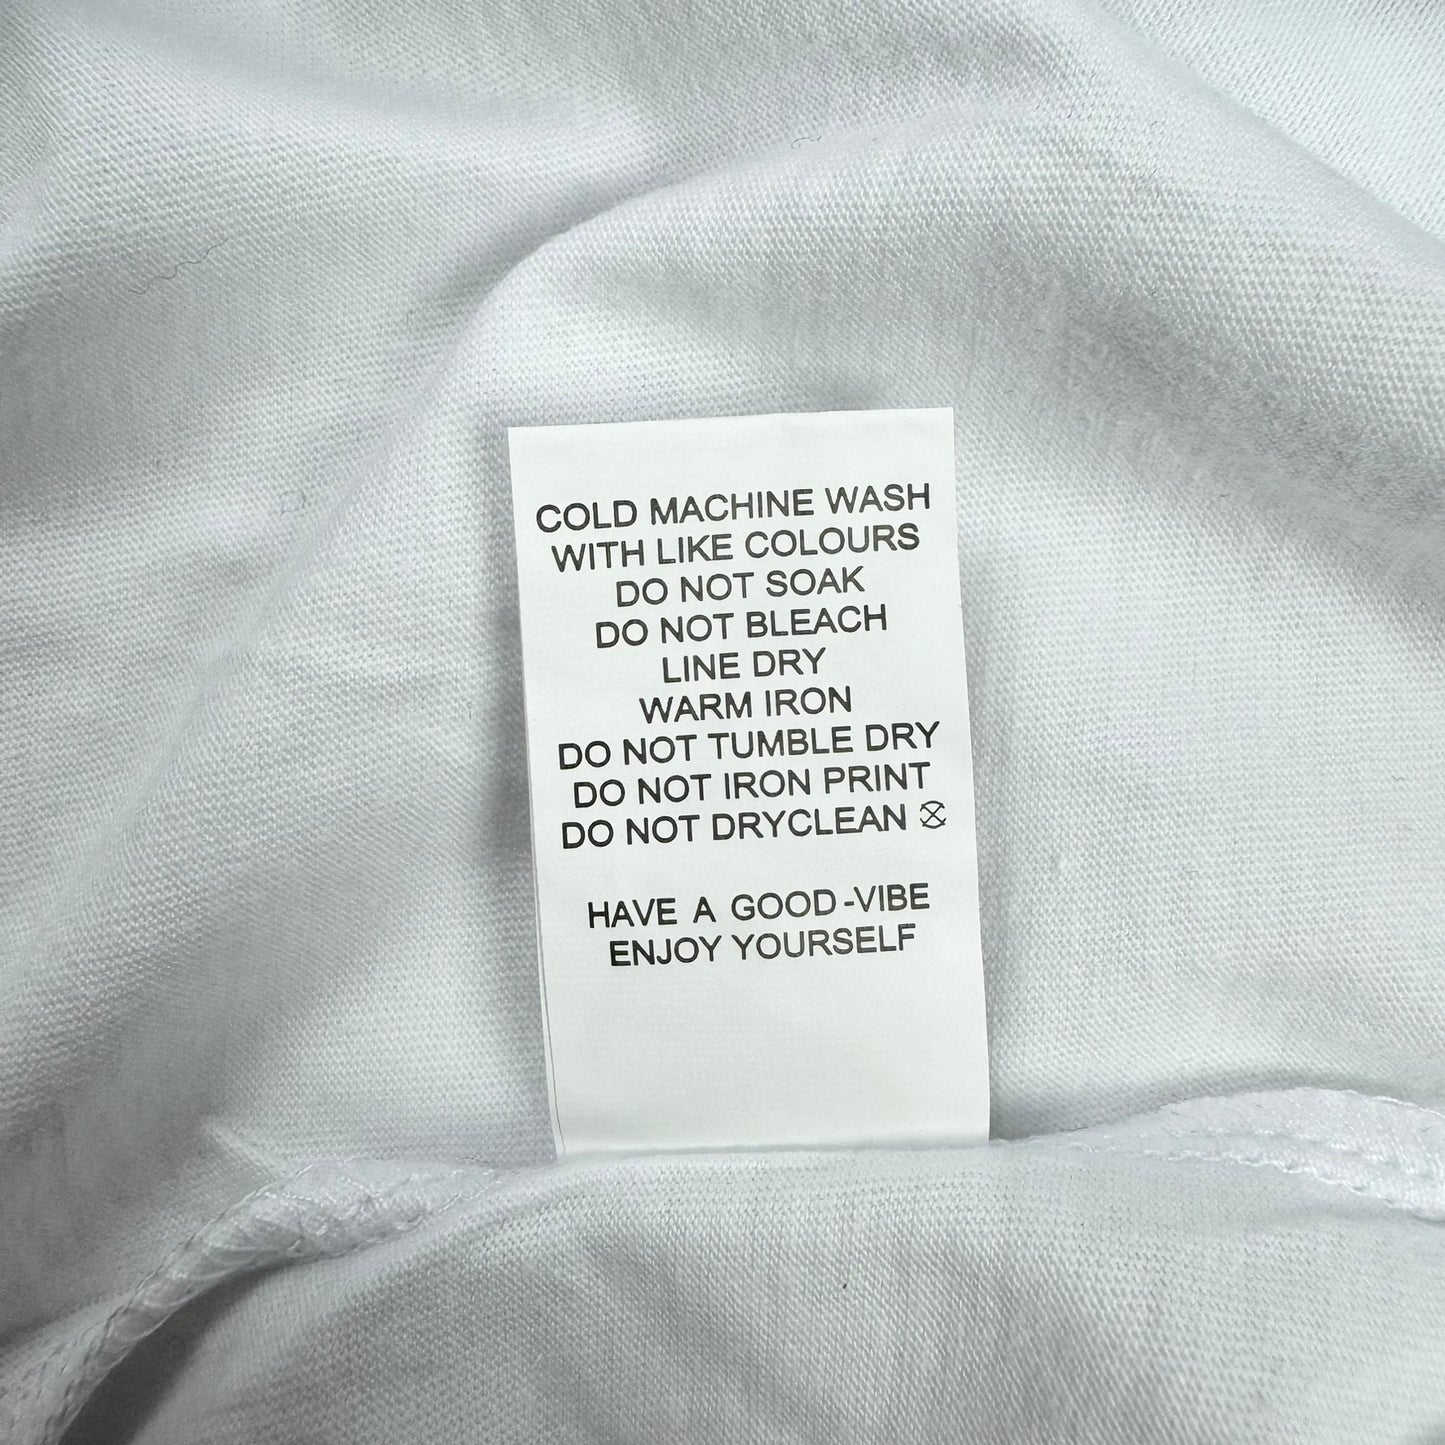 COLD MACHINE WASH
WITH LIKE COLOURS
DO NOT SOAK
DO NOT BLEACH
LINE DRY
WARM IRON
DO NOT TUMBLE DRY
DO NOT IRON PRINT
DO NOT DRYCLEAN
HAVE A GOOD-VIBE
ENJOY YOURSELF